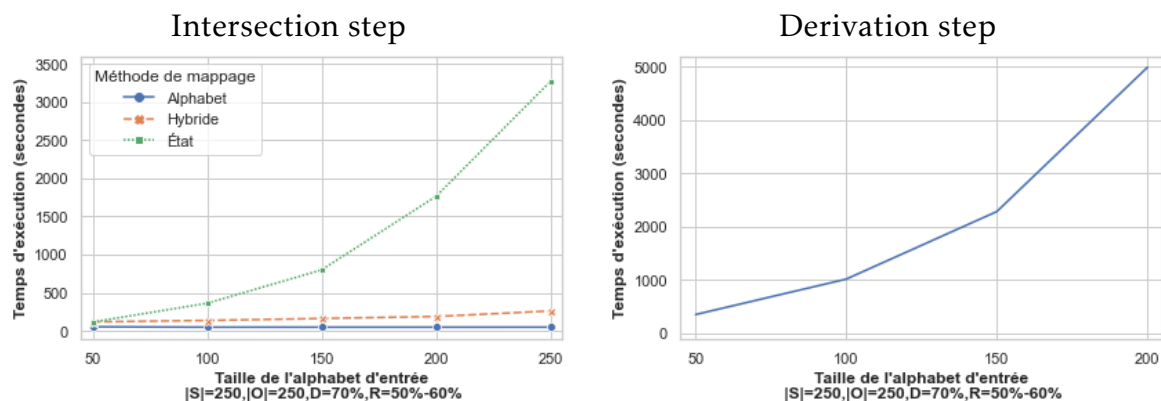 Intersection step
Temps d'exécution (secondes)
3500
3000
2500
2000
1500
1000
500
0
Méthode de mappage
Alphabet
Hybride
État
50
100
150
200
250
Taille de l'alphabet d'entrée
|S|=250,|O|=250,D=70%,R=50%-60%
Derivation step
Temps d'exécution (secondes)
5000
4000
3000
2000
1000
0
50
100
150
200
Taille de l'alphabet d'entrée
|S|=250,|O|=250,D=70%,R=50%-60%